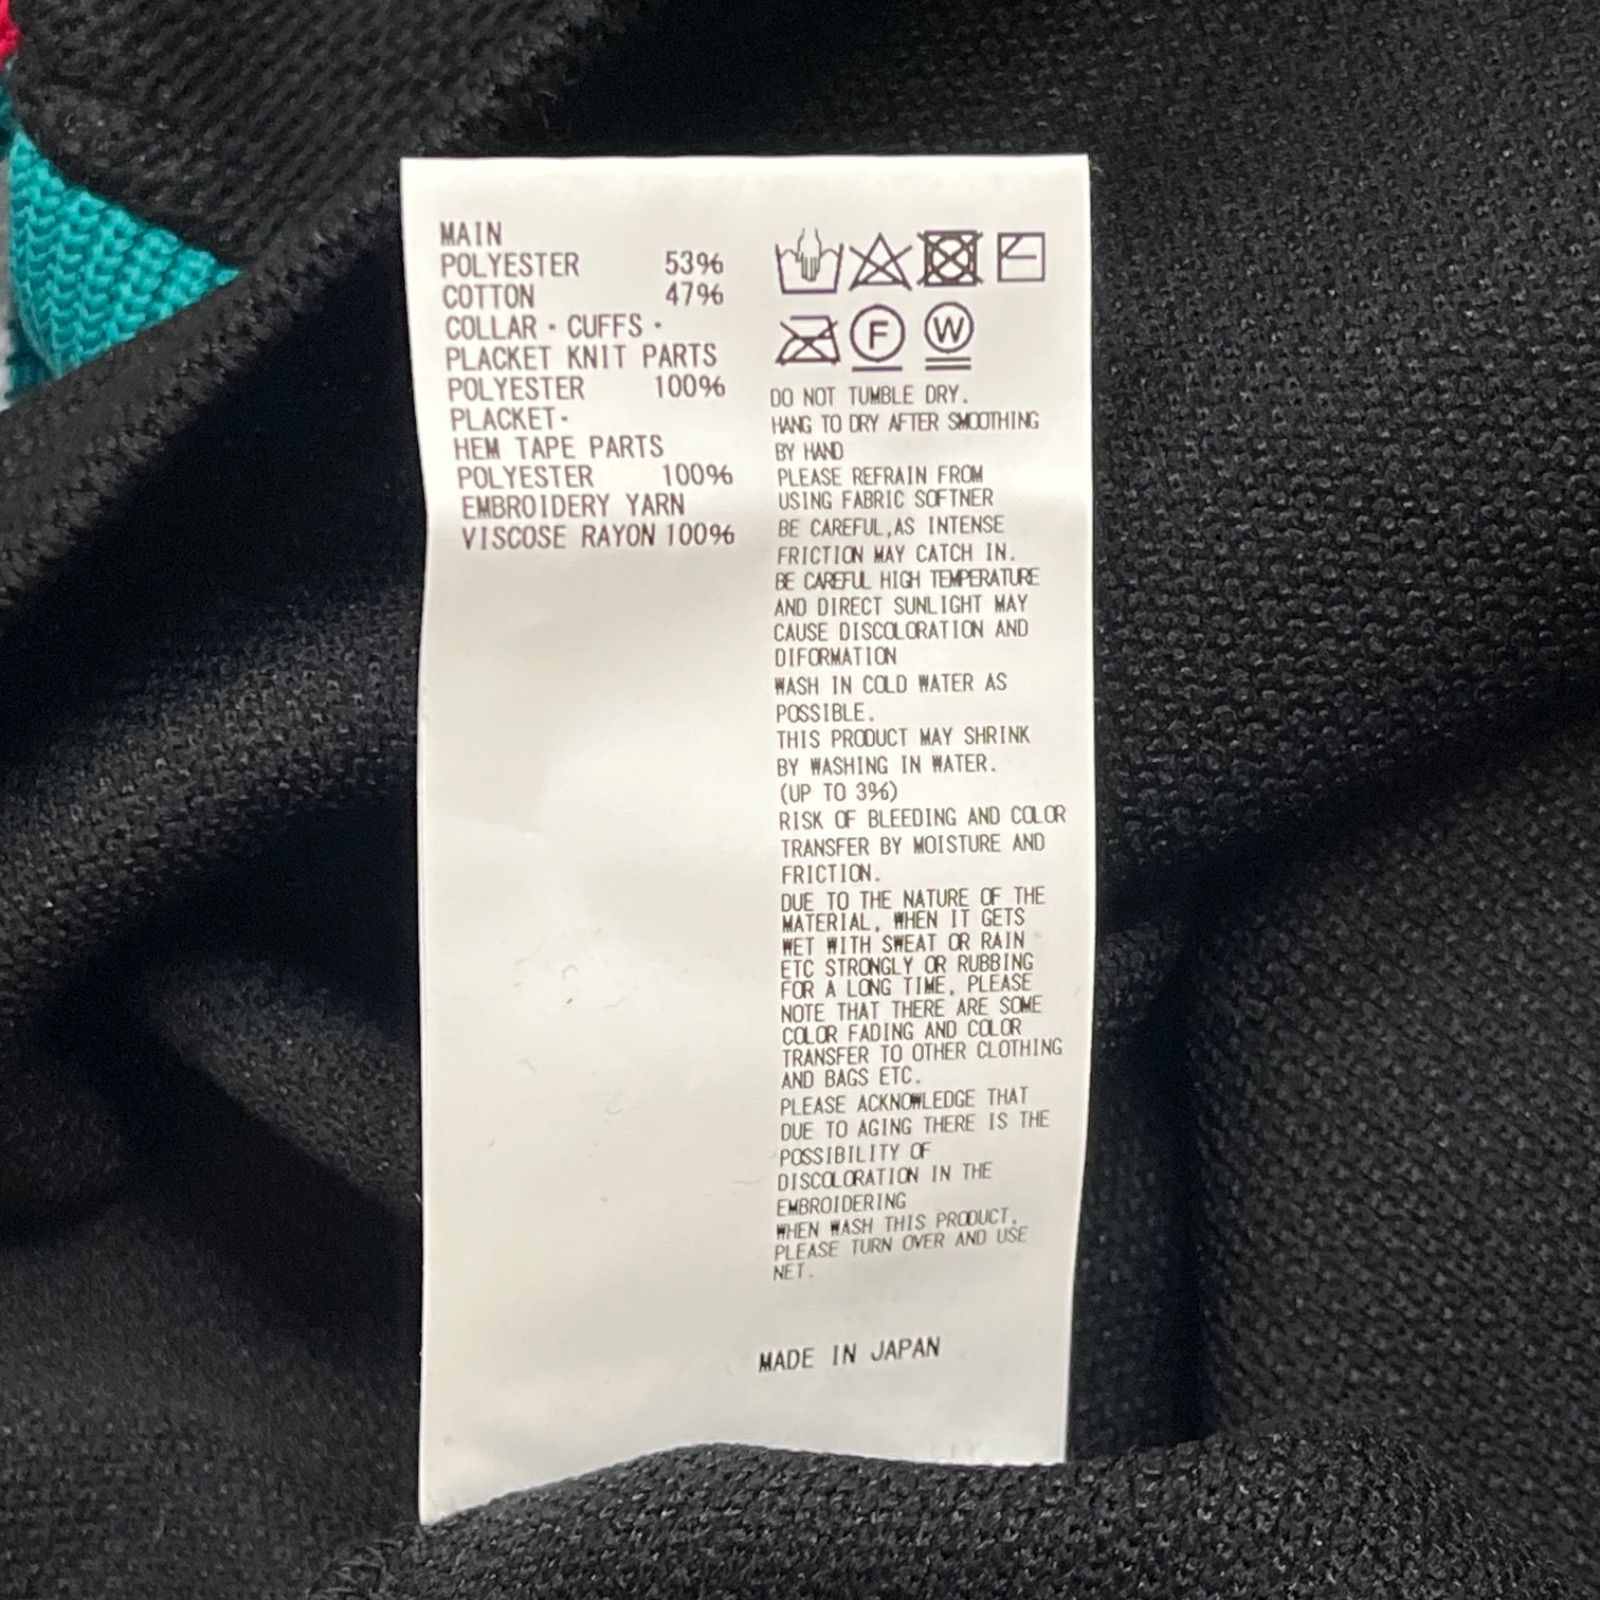 MAIN
POLYESTER 53%
COTTON 47%
COLLAR・CUFFS・
PLACKET KNIT PARTS
POLYESTER 100%
PLACKET・
HEM TAPE PARTS
POLYESTER 100%
EMBROIDERY YARN
VISCOSE RAYON 100%
F W
DO NOT TUMBLE DRY.
HANG TO DRY AFTER SMOOTHING
BY HAND
PLEASE REFRAIN FROM
USING FABRIC SOFTNER
BE CAREFUL,AS INTENSE
FRICTION MAY CATCH IN.
BE CAREFUL HIGH TEMPERATURE
AND DIRECT SUNLIGHT MAY
CAUSE DISCOLORATION AND
DIFORMATION
WASH IN COLD WATER AS
POSSIBLE.
THIS PRODUCT MAY SHRINK
BY WASHING IN WATER.
(UP TO 3%)
RISK OF BLEEDING AND COLOR
TRANSFER BY MOISTURE AND
FRICTION.
DUE TO THE NATURE OF THE
MATERIAL, WHEN IT GETS
WET WITH SWEAT OR RAIN
ETC STRONGLY OR RUBBING
FOR A LONG TIME, PLEASE
NOTE THAT THERE ARE SOME
COLOR FADING AND COLOR
TRANSFER TO OTHER CLOTHING
AND BAGS ETC.
PLEASE ACKNOWLEDGE THAT
DUE TO AGING THERE IS THE
POSSIBILITY OF
DISCOLORATION IN THE
EMBROIDERING
WHEN WASH THIS PRODUCT,
PLEASE TURN OVER AND USE
NET.
MADE IN JAPAN